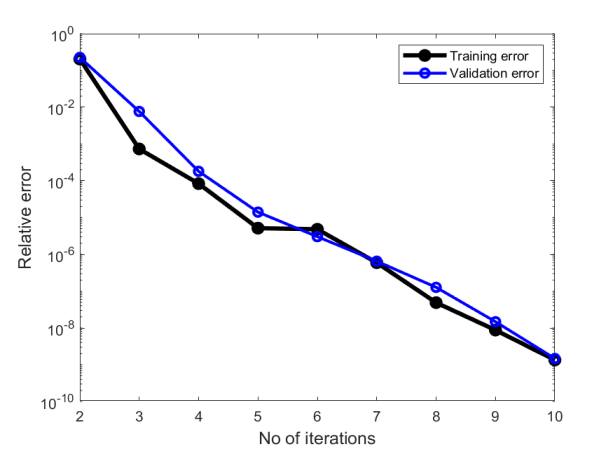 Training error
Validation error
Relative error
10^0
10^-2
10^-4
10^-6
10^-8
10^-10
2 3 4 5 6 7 8 9 10
No of iterations